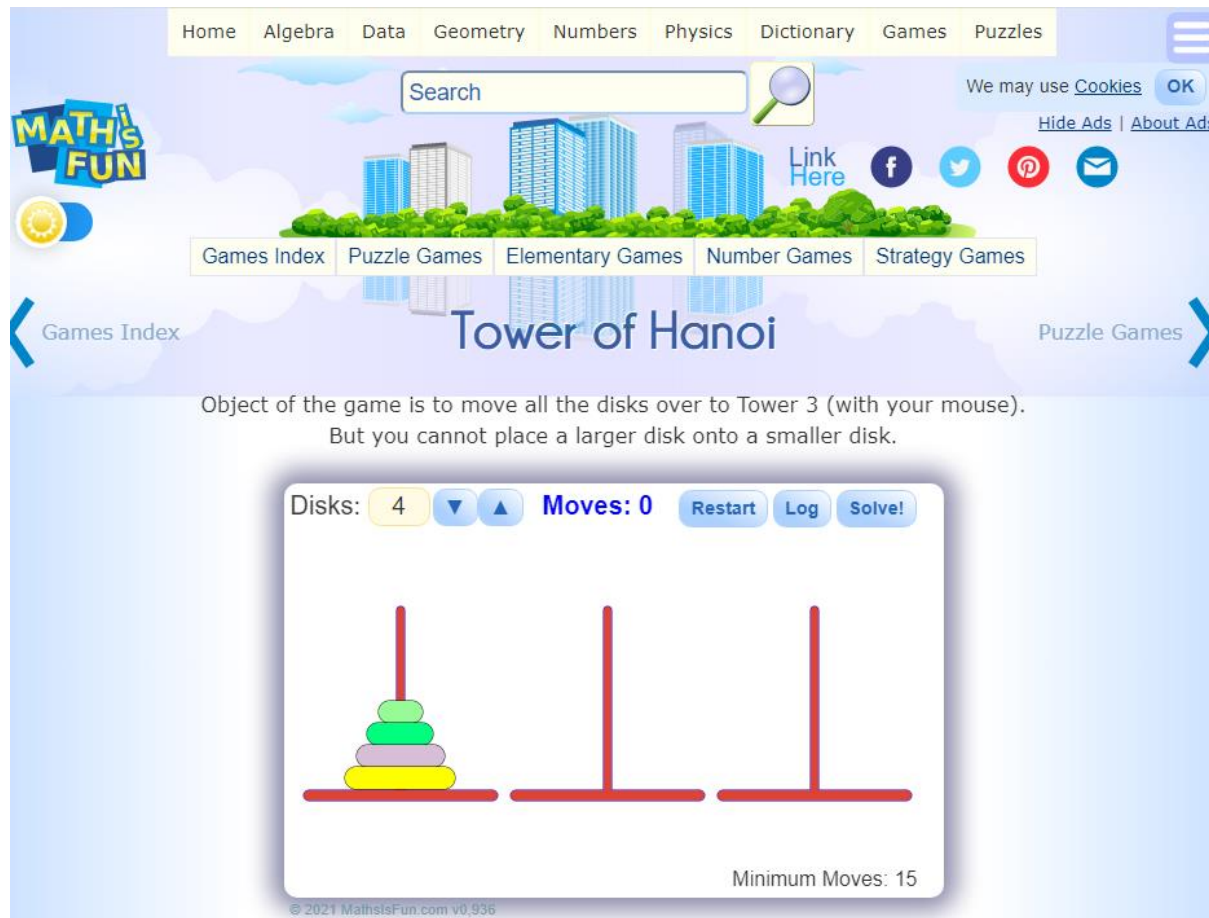 Home Algebra Data Geometry Numbers Physics Dictionary Games Puzzles
Search
We may use Cookies OK
Hide Ads | About Ads
MATH iS FUN
Link Here
Games Index Puzzle Games Elementary Games Number Games Strategy Games
Games Index
Tower of Hanoi
Puzzle Games
Object of the game is to move all the disks over to Tower 3 (with your mouse).
But you cannot place a larger disk onto a smaller disk.
Disks: 4 ▼ ▲ Moves: 0 Restart Log Solve!
Minimum Moves: 15
© 2021 MathsIsFun.com v0,936